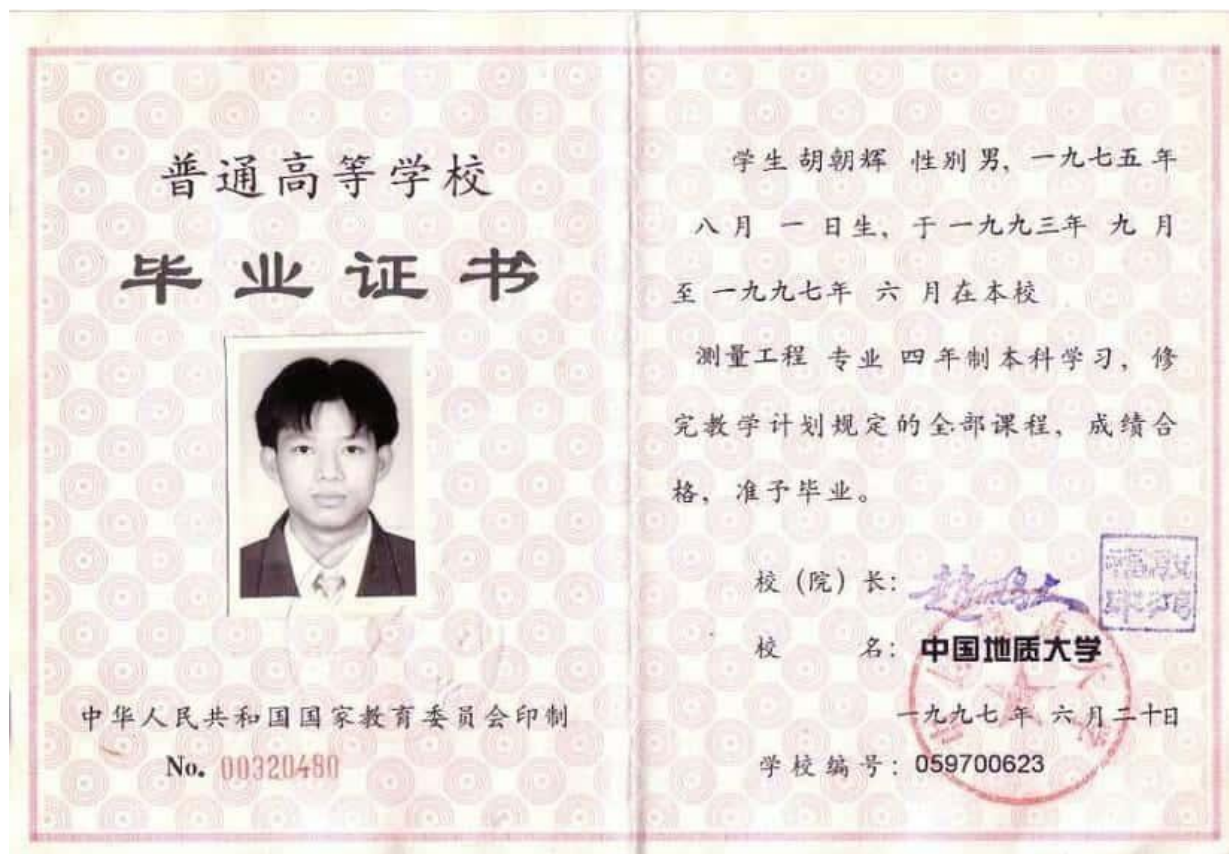 普通高等学校
毕业证书
中华人民共和国国家教育委员会印制
No. 00320480
学生 胡朝辉 性别 男, 一九七五 年
八 月 一 日生, 于 一九九三年 九 月
至 一九九七年 六 月在本校
测量工程 专业 四 年制本科学习, 修
完教学计划规定的全部课程, 成绩合
格, 准予毕业。
校 (院) 长: 赵鹏大
校 名: 中国地质大学
一九九七 年 六 月二十日
学校编号: 059700623